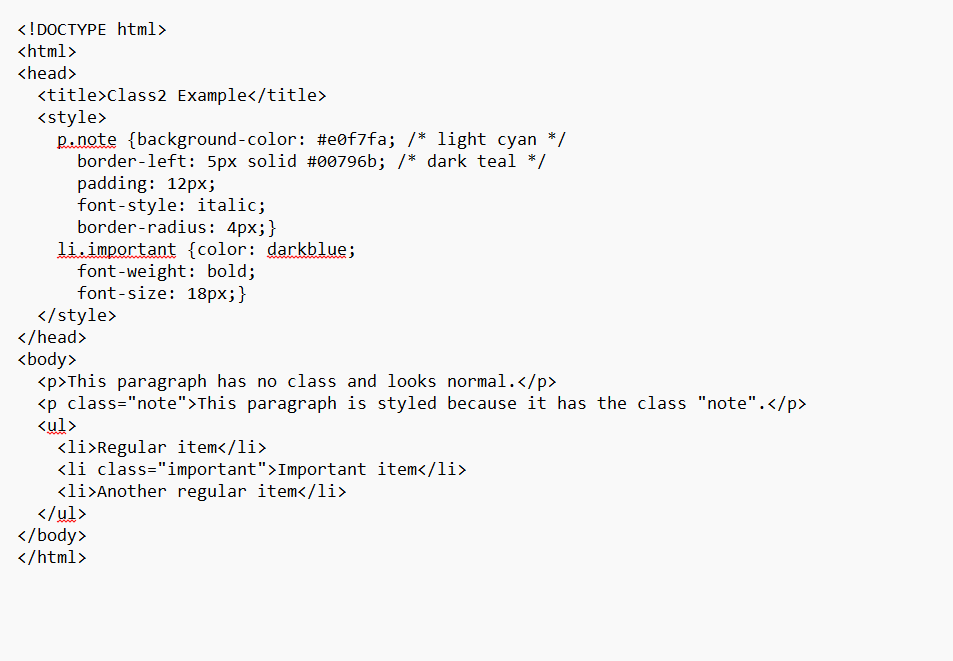 <!DOCTYPE html>
<html>
<head>
  <title>Class2 Example</title>
  <style>
    p.note {background-color: #e0f7fa; /* light cyan */
      border-left: 5px solid #00796b; /* dark teal */
      padding: 12px;
      font-style: italic;
      border-radius: 4px;}
    li.important {color: darkblue;
      font-weight: bold;
      font-size: 18px;}
  </style>
</head>
<body>
  <p>This paragraph has no class and looks normal.</p>
  <p class="note">This paragraph is styled because it has the class "note".</p>
  <ul>
    <li>Regular item</li>
    <li class="important">Important item</li>
    <li>Another regular item</li>
  </ul>
</body>
</html>